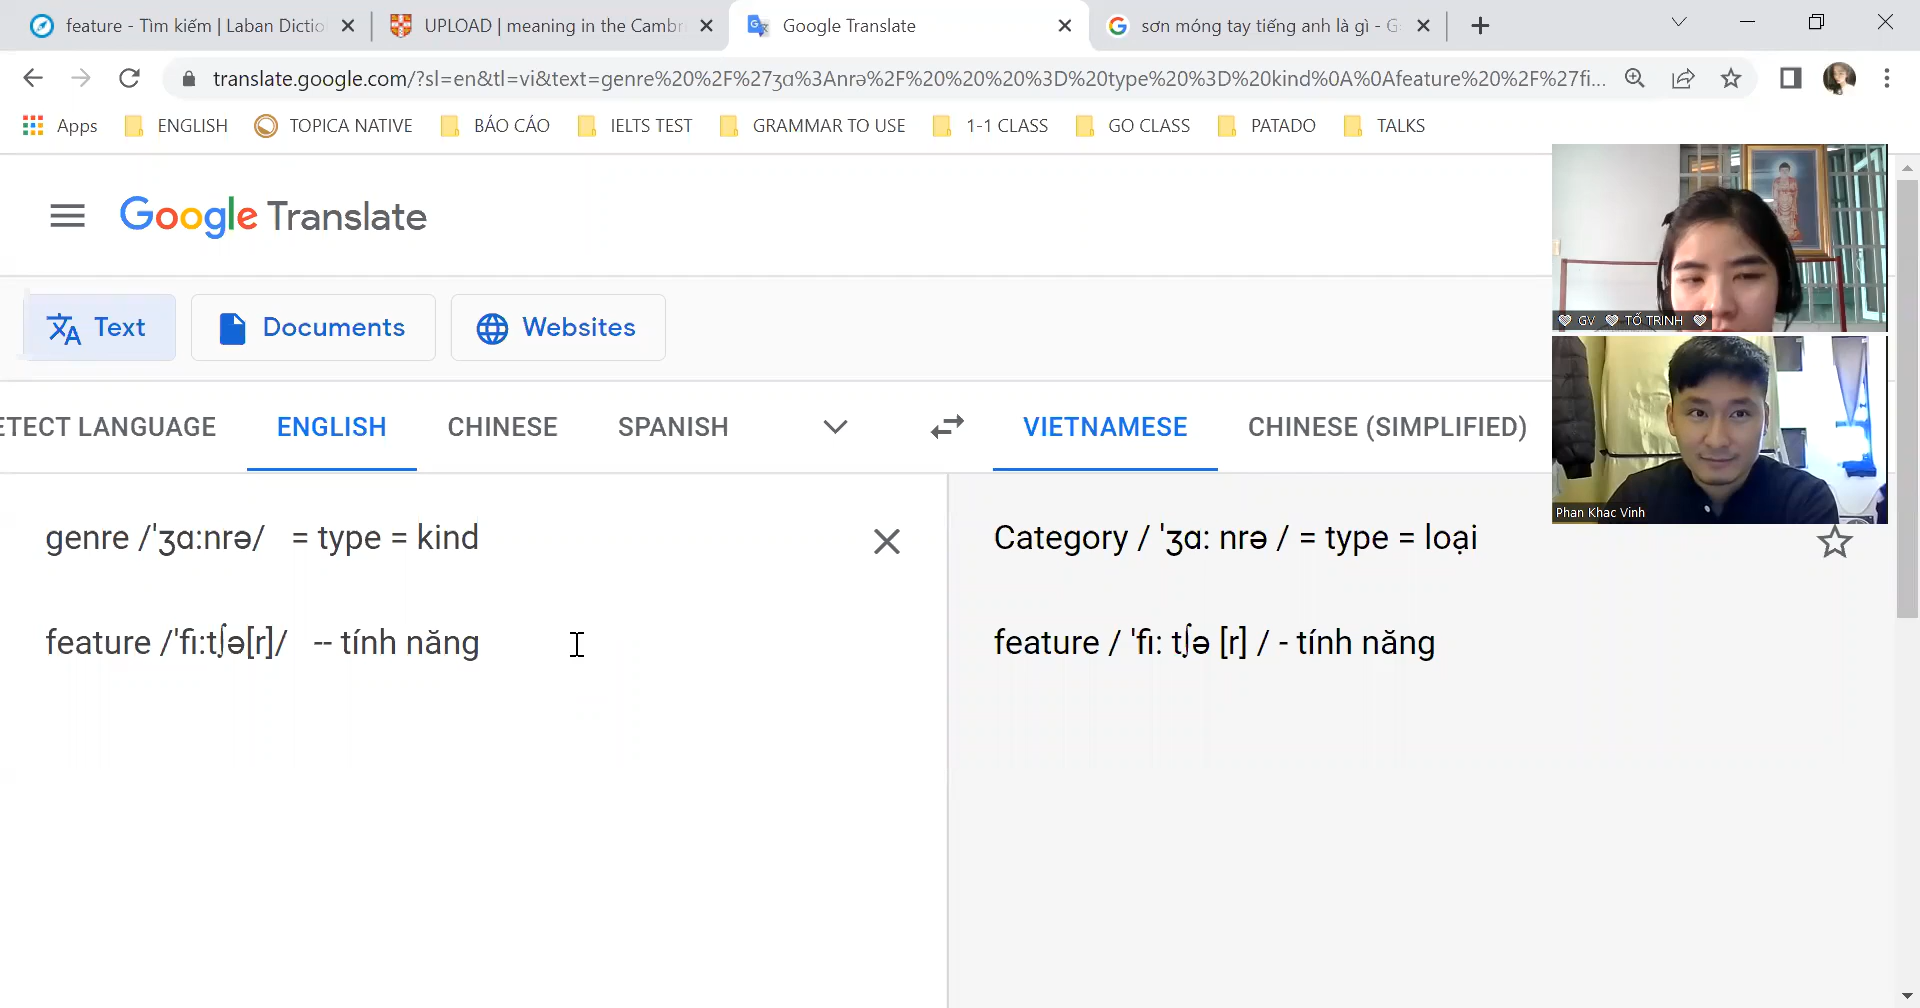 feature - Tìm kiếm | Laban Dictio
UPLOAD | meaning in the Cambri
Google Translate
sơn móng tay tiếng anh là gì - G
translate.google.com/?sl=en&tl=vi&text=genre%20%2F%27ʒɑ%3Anrə%2F%20%20%20%3D%20type%20%3D%20kind%0A%0Afeature%20%2F%27fi...
Apps
ENGLISH
TOPICA NATIVE
BÁO CÁO
IELTS TEST
GRAMMAR TO USE
1-1 CLASS
GO CLASS
PATADO
TALKS
Google Translate
Text
Documents
Websites
ETECT LANGUAGE
ENGLISH
CHINESE
SPANISH
VIETNAMESE
CHINESE (SIMPLIFIED)
GV TỐ TRINH
Phan Khac Vinh
genre /'ʒɑ:nrə/ = type = kind
feature /'fi:t∫ə[r]/ -- tính năng
Category / 'ʒɑ: nrə / = type = loại
feature / 'fi: t∫ə [r] / - tính năng